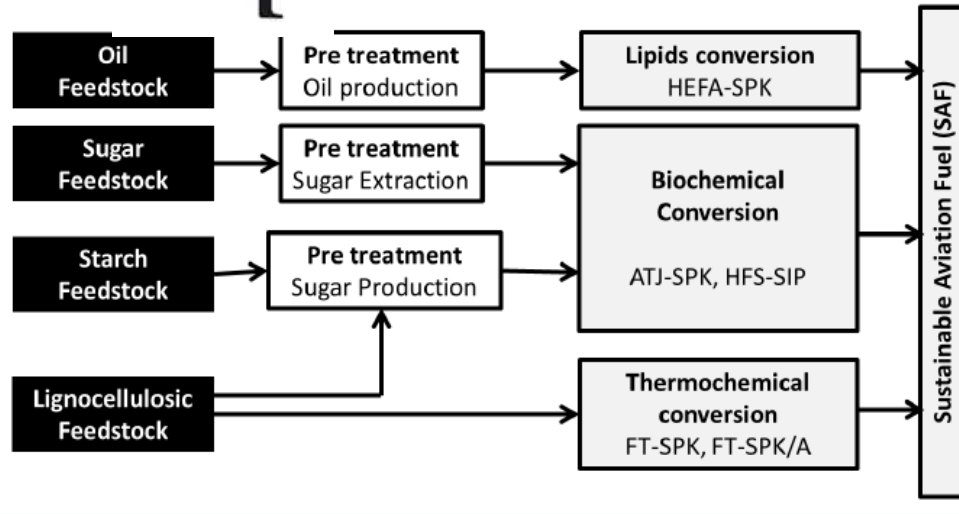 Oil
Feedstock
Pre treatment
Oil production
Lipids conversion
HEFA-SPK
Sugar
Feedstock
Pre treatment
Sugar Extraction
Biochemical
Conversion
ATJ-SPK, HFS-SIP
Starch
Feedstock
Pre treatment
Sugar Production
Lignocellulosic
Feedstock
Thermochemical
conversion
FT-SPK, FT-SPK/A
Sustainable Aviation Fuel (SAF)